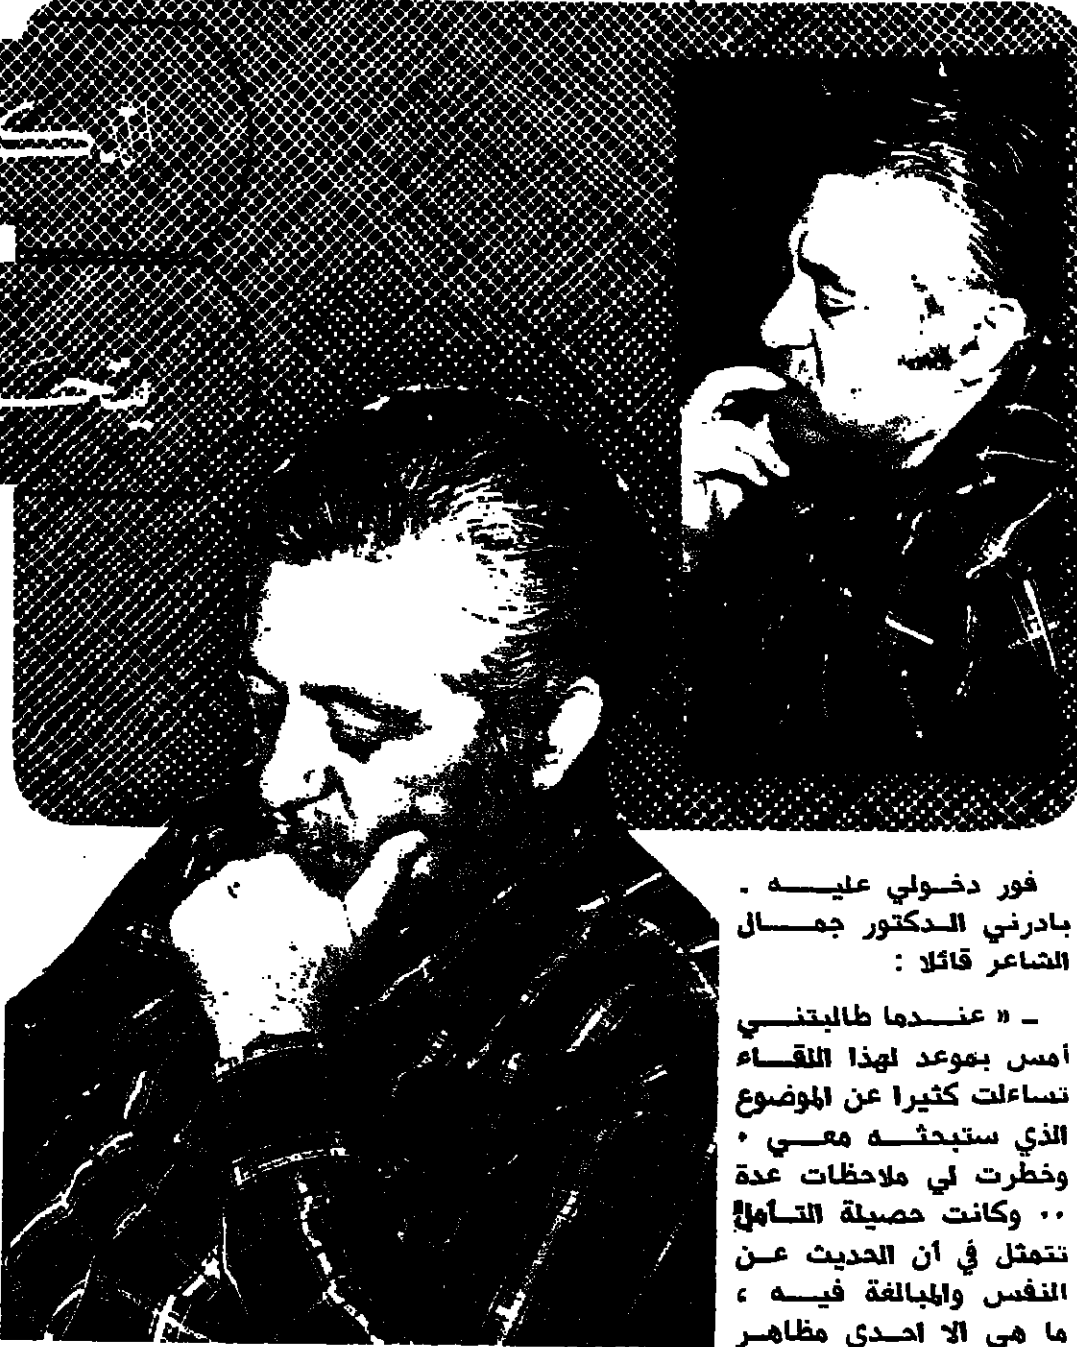 فور دخولي عليه .
بادرني الدكتور جمال
الشاعر قائلا :
ـ « عندما طالبتني
أمس بموعد لهذا اللقاء
تساءلت كثيرا عن الموضوع
الذي ستبحثه معي .
وخطرت لي ملاحظات عدة
.. وكانت حصيلة التأمل
تتمثل في أن الحديث عن
النفس والمبالغة فيه ،
ما هي الا احدى مظاهر